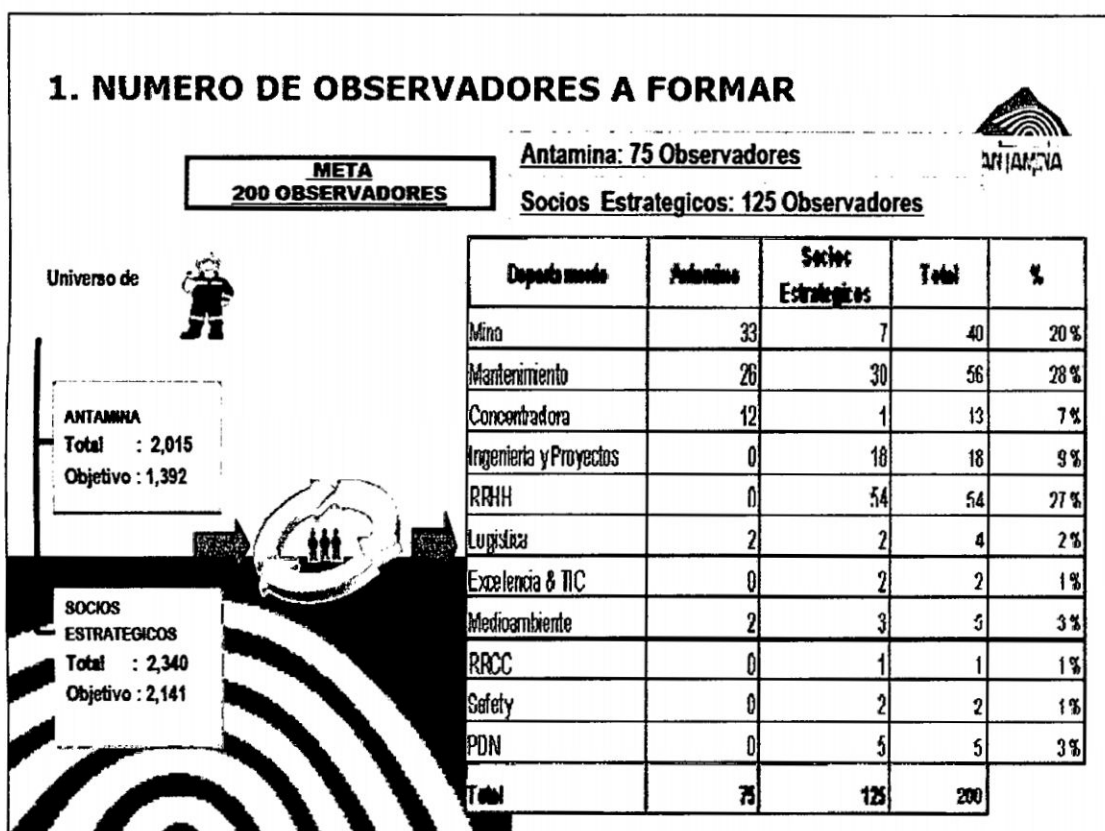 1. NUMERO DE OBSERVADORES A FORMAR
ANTAMINA
META
200 OBSERVADORES
Antamina: 75 Observadores
Socios Estrategicos: 125 Observadores
Universo de
ANTAMINA
Total : 2,015
Objetivo : 1,392
SOCIOS
ESTRATEGICOS
Total : 2,340
Objetivo : 2,141
Departamento Antamina Socios Estrategicos Total %
Mina 33 7 40 20 %
Mantenimiento 26 30 56 28 %
Concentradora 12 1 13 7 %
Ingenieria y Proyectos 0 18 18 9 %
RRHH 0 54 54 27 %
Logistica 2 2 4 2 %
Excelencia & TIC 0 2 2 1 %
Medioambiente 2 3 5 3 %
RRCC 0 1 1 1 %
Safety 0 2 2 1 %
PDN 0 5 5 3 %
Total 75 125 200